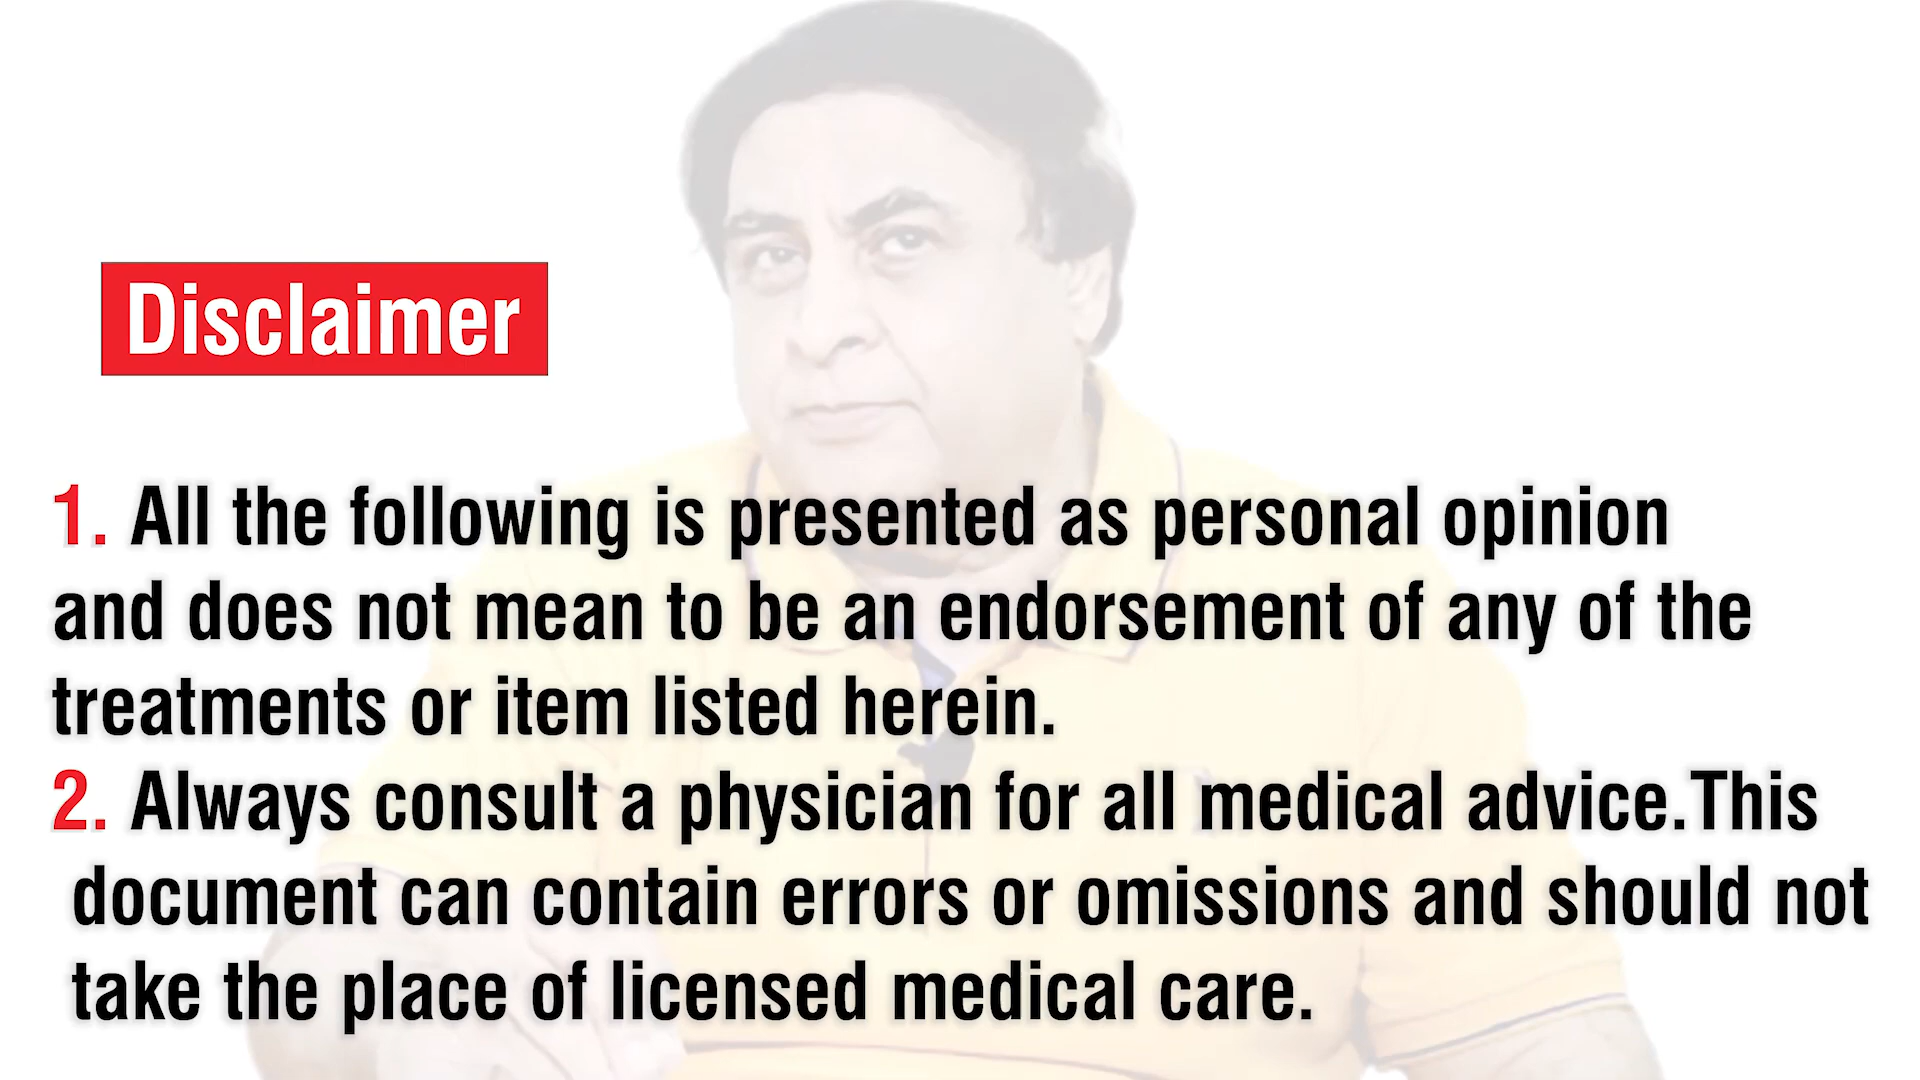 Disclaimer
1. All the following is presented as personal opinion
and does not mean to be an endorsement of any of the
treatments or item listed herein.
2. Always consult a physician for all medical advice.This
document can contain errors or omissions and should not
take the place of licensed medical care.